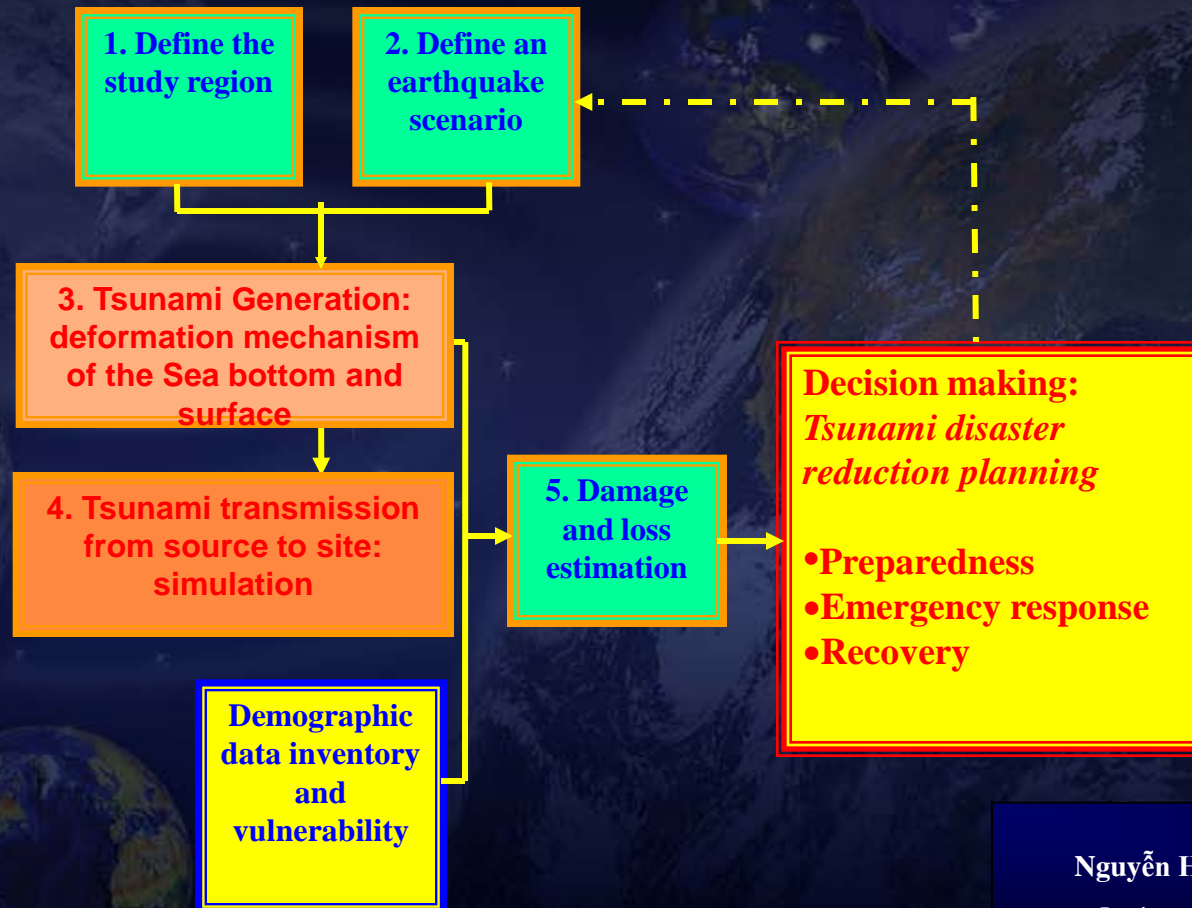 1. Define the
study region
2. Define an
earthquake
scenario
3. Tsunami Generation:
deformation mechanism
of the Sea bottom and
surface
4. Tsunami transmission
from source to site:
simulation
5. Damage
and loss
estimation
Decision making:
Tsunami disaster
reduction planning
•Preparedness
•Emergency response
•Recovery
Demographic
data inventory
and
vulnerability
Nguyễn H